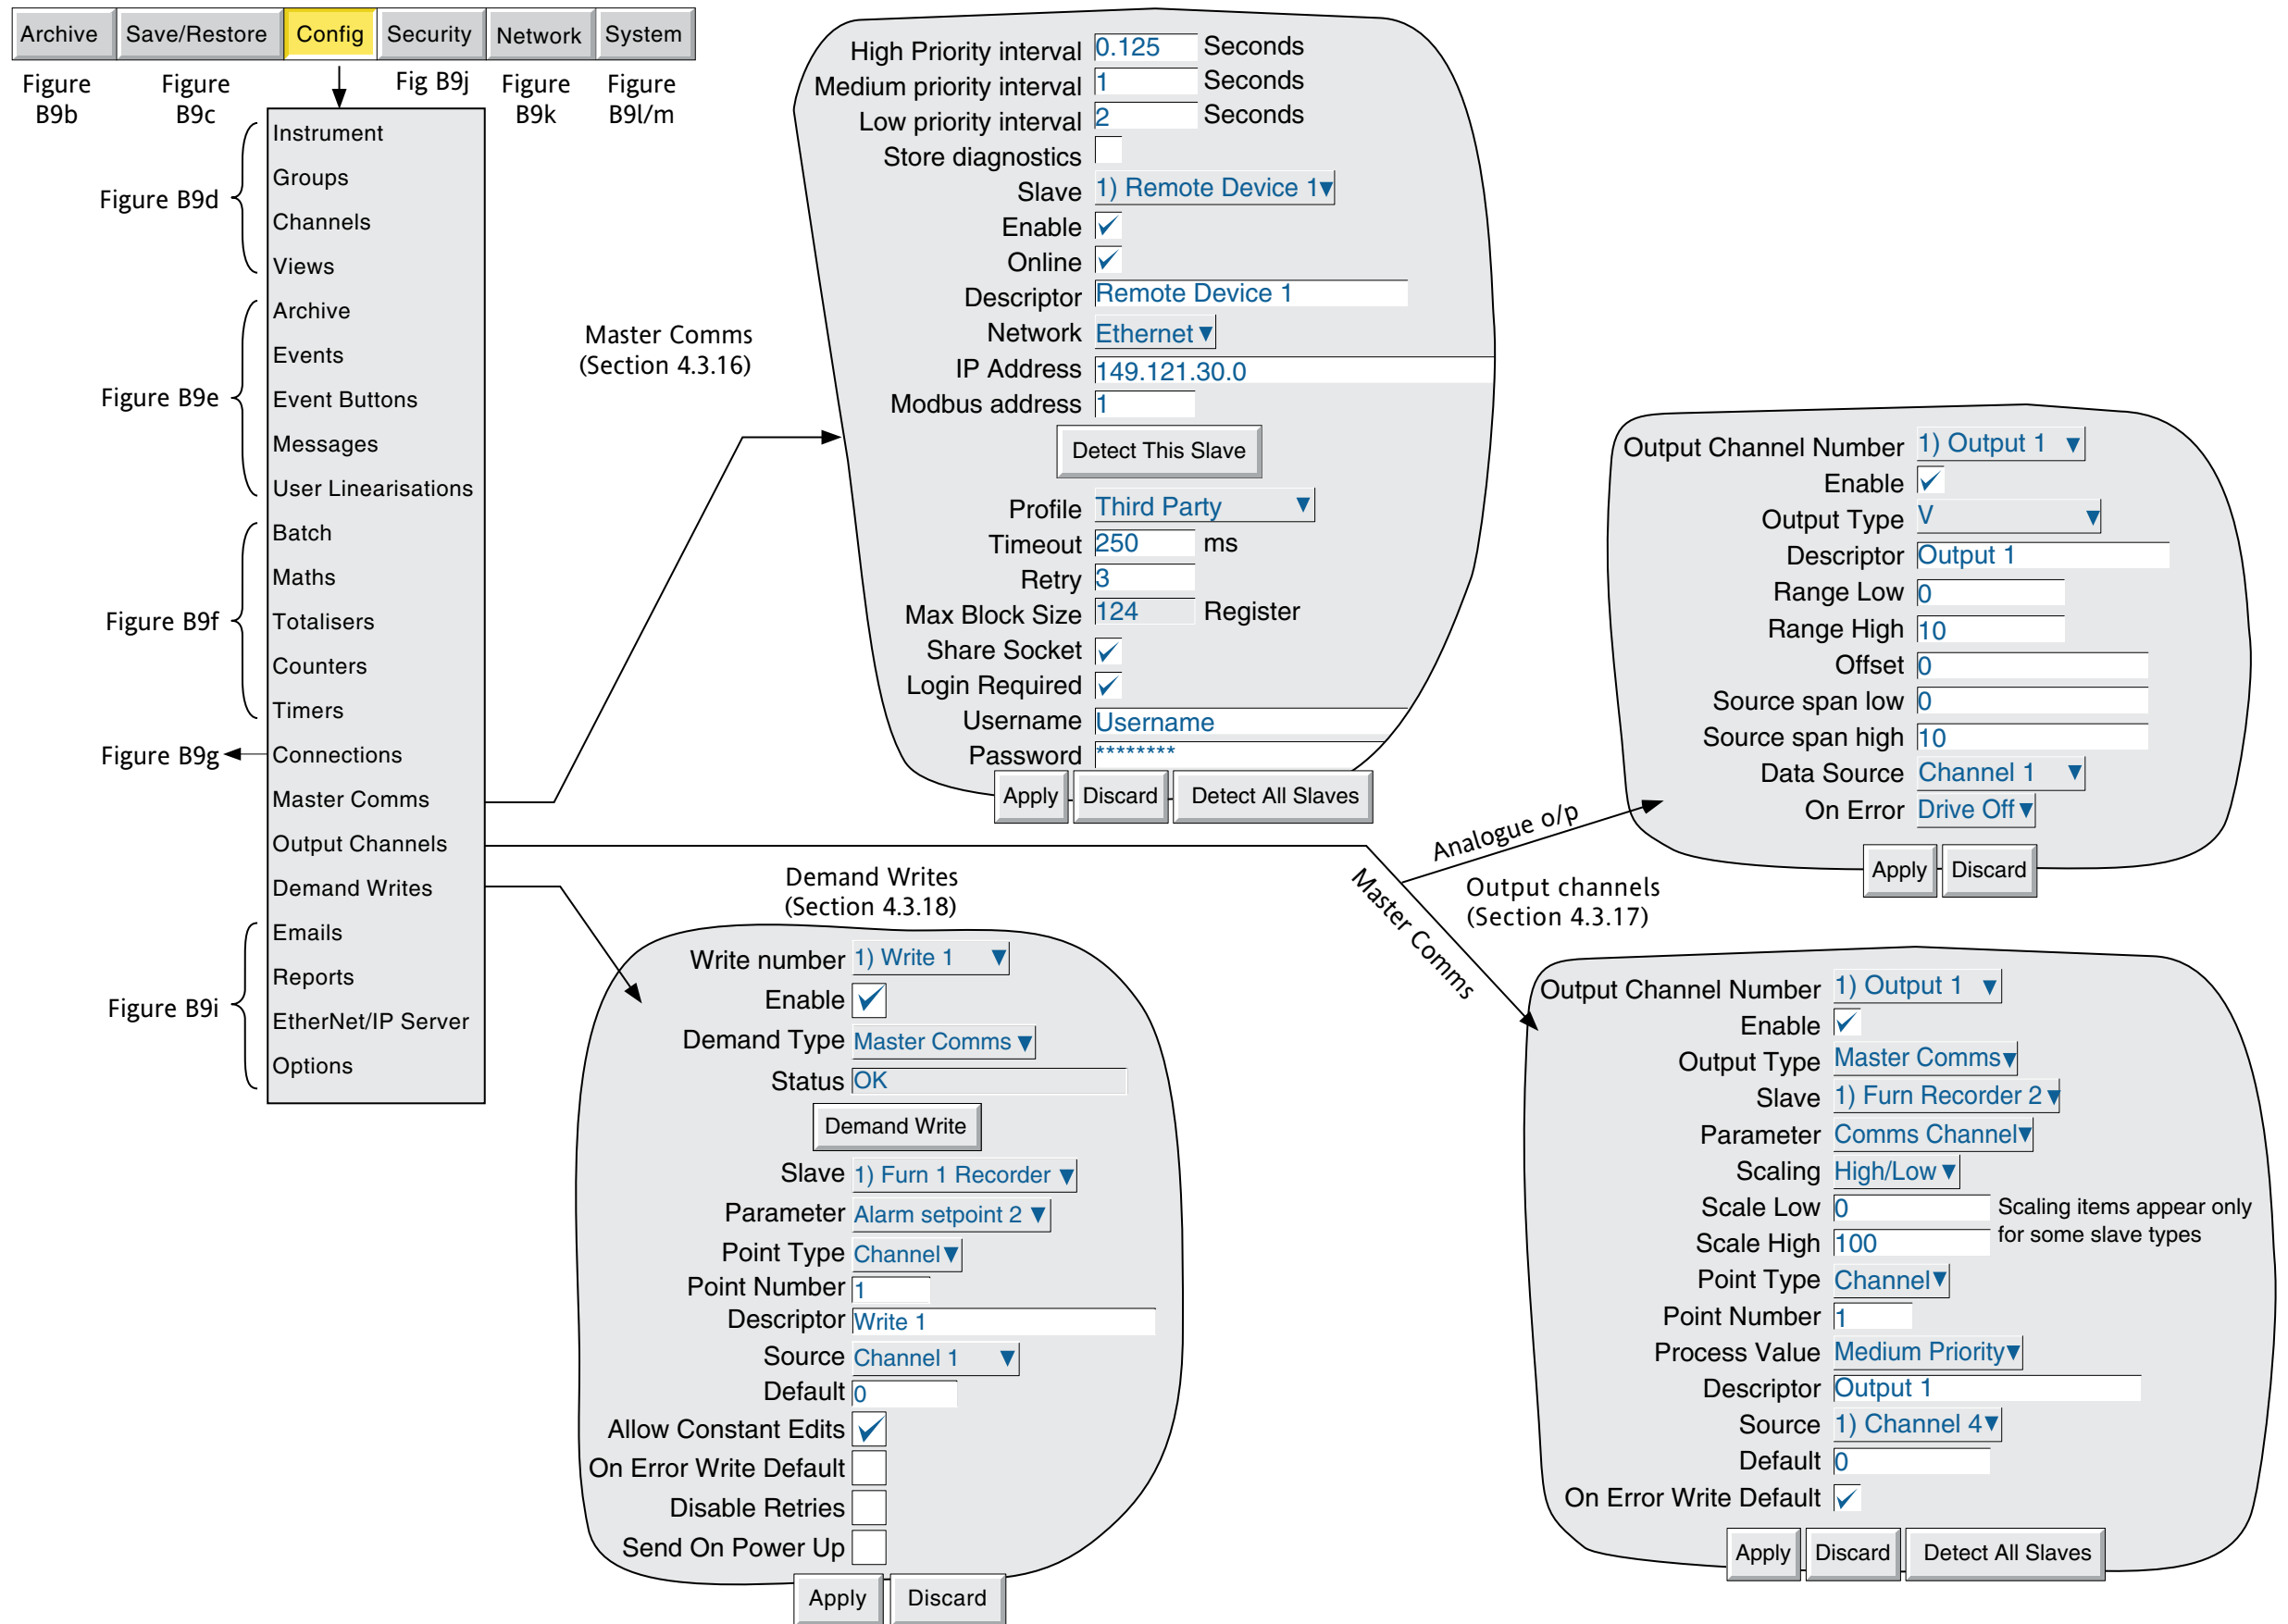 Archive Save/Restore Config Security Network System
Figure B9b
Figure B9c
Fig B9j
Figure B9k
Figure B9l/m
Figure B9d
Instrument
Groups
Channels
Views
Figure B9e
Archive
Events
Event Buttons
Messages
User Linearisations
Figure B9f
Batch
Maths
Totalisers
Counters
Timers
Figure B9g
Connections
Master Comms
Output Channels
Demand Writes
Figure B9i
Emails
Reports
EtherNet/IP Server
Options
Master Comms
(Section 4.3.16)
High Priority interval 0.125 Seconds
Medium priority interval 1 Seconds
Low priority interval 2 Seconds
Store diagnostics
Slave 1) Remote Device 1
Enable
Online
Descriptor Remote Device 1
Network Ethernet
IP Address 149.121.30.0
Modbus address 1
Detect This Slave
Profile Third Party
Timeout 250 ms
Retry 3
Max Block Size 124 Register
Share Socket
Login Required
Username Username
Password ********
Apply Discard Detect All Slaves
Demand Writes
(Section 4.3.18)
Write number 1) Write 1
Enable
Demand Type Master Comms
Status OK
Demand Write
Slave 1) Furn 1 Recorder
Parameter Alarm setpoint 2
Point Type Channel
Point Number 1
Descriptor Write 1
Source Channel 1
Default 0
Allow Constant Edits
On Error Write Default
Disable Retries
Send On Power Up
Apply Discard
Analogue o/p
Master Comms
Output channels
(Section 4.3.17)
Output Channel Number 1) Output 1
Enable
Output Type V
Descriptor Output 1
Range Low 0
Range High 10
Offset 0
Source span low 0
Source span high 10
Data Source Channel 1
On Error Drive Off
Apply Discard
Output Channel Number 1) Output 1
Enable
Output Type Master Comms
Slave 1) Furn Recorder 2
Parameter Comms Channel
Scaling High/Low
Scale Low 0 Scaling items appear only
Scale High 100 for some slave types
Point Type Channel
Point Number 1
Process Value Medium Priority
Descriptor Output 1
Source 1) Channel 4
Default 0
On Error Write Default
Apply Discard Detect All Slaves